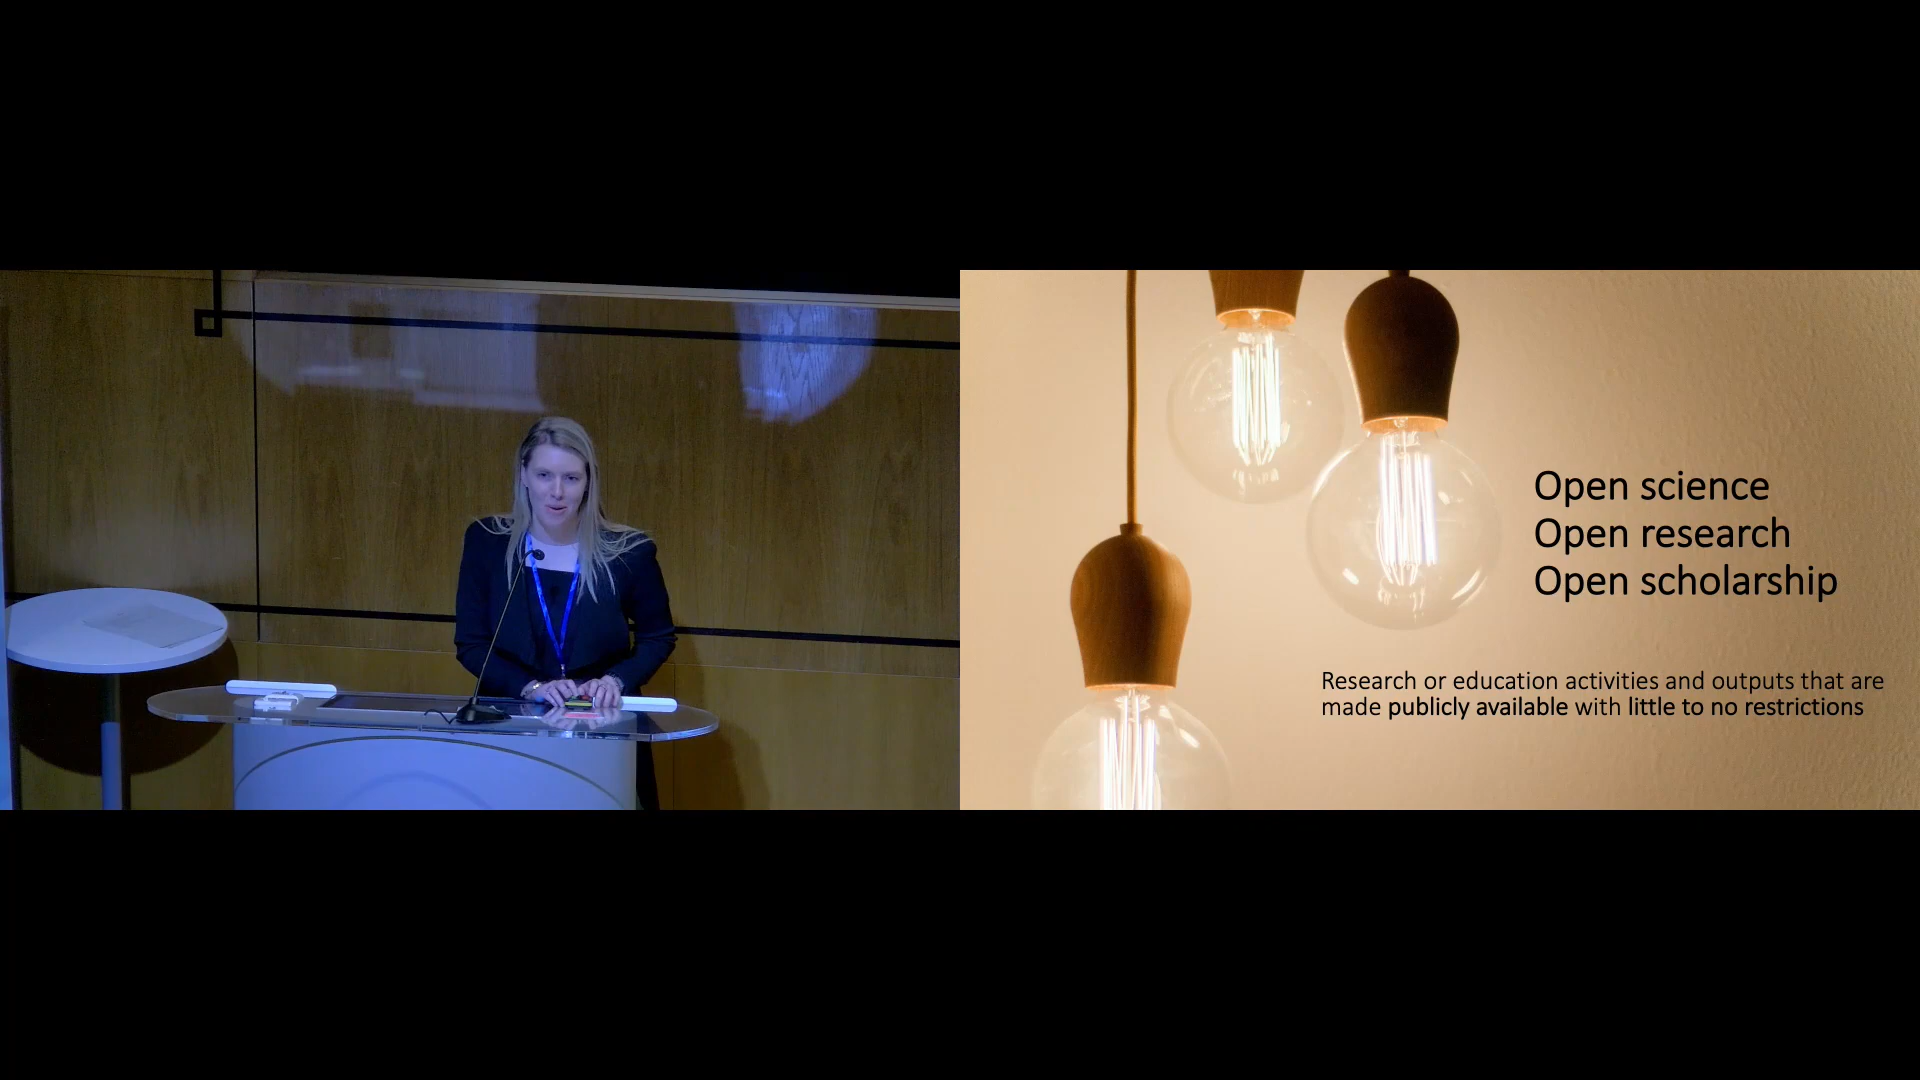 Open science
Open research
Open scholarship
Research or education activities and outputs that are
made publicly available with little to no restrictions